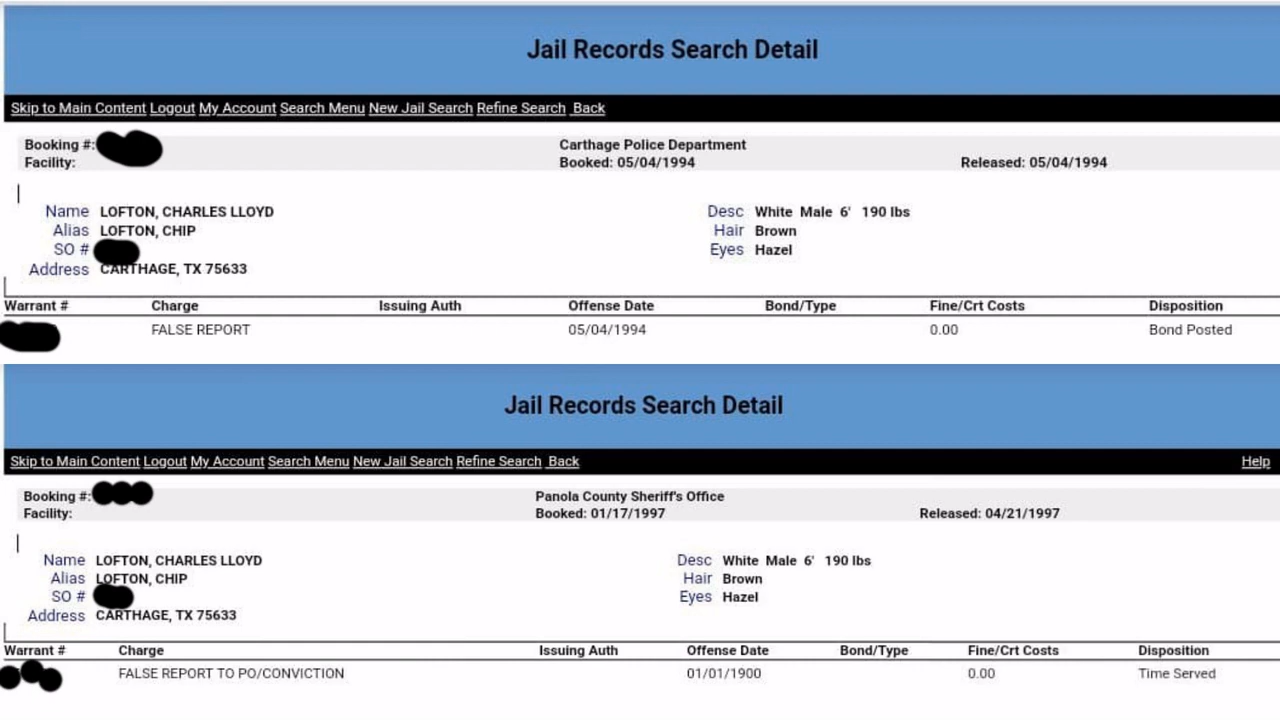 Jail Records Search Detail
Skip to Main Content Logout My Account Search Menu New Jail Search Refine Search Back
Booking #: Carthage Police Department
Facility: Booked: 05/04/1994 Released: 05/04/1994
Name LOFTON, CHARLES LLOYD Desc White Male 6' 190 lbs
Alias LOFTON, CHIP Hair Brown
SO # Eyes Hazel
Address CARTHAGE, TX 75633
Warrant # Charge Issuing Auth Offense Date Bond/Type Fine/Crt Costs Disposition
FALSE REPORT 05/04/1994 0.00 Bond Posted
Jail Records Search Detail
Skip to Main Content Logout My Account Search Menu New Jail Search Refine Search Back Help
Booking #: Panola County Sheriff's Office
Facility: Booked: 01/17/1997 Released: 04/21/1997
Name LOFTON, CHARLES LLOYD Desc White Male 6' 190 lbs
Alias LOFTON, CHIP Hair Brown
SO # Eyes Hazel
Address CARTHAGE, TX 75633
Warrant # Charge Issuing Auth Offense Date Bond/Type Fine/Crt Costs Disposition
FALSE REPORT TO PO/CONVICTION 01/01/1900 0.00 Time Served